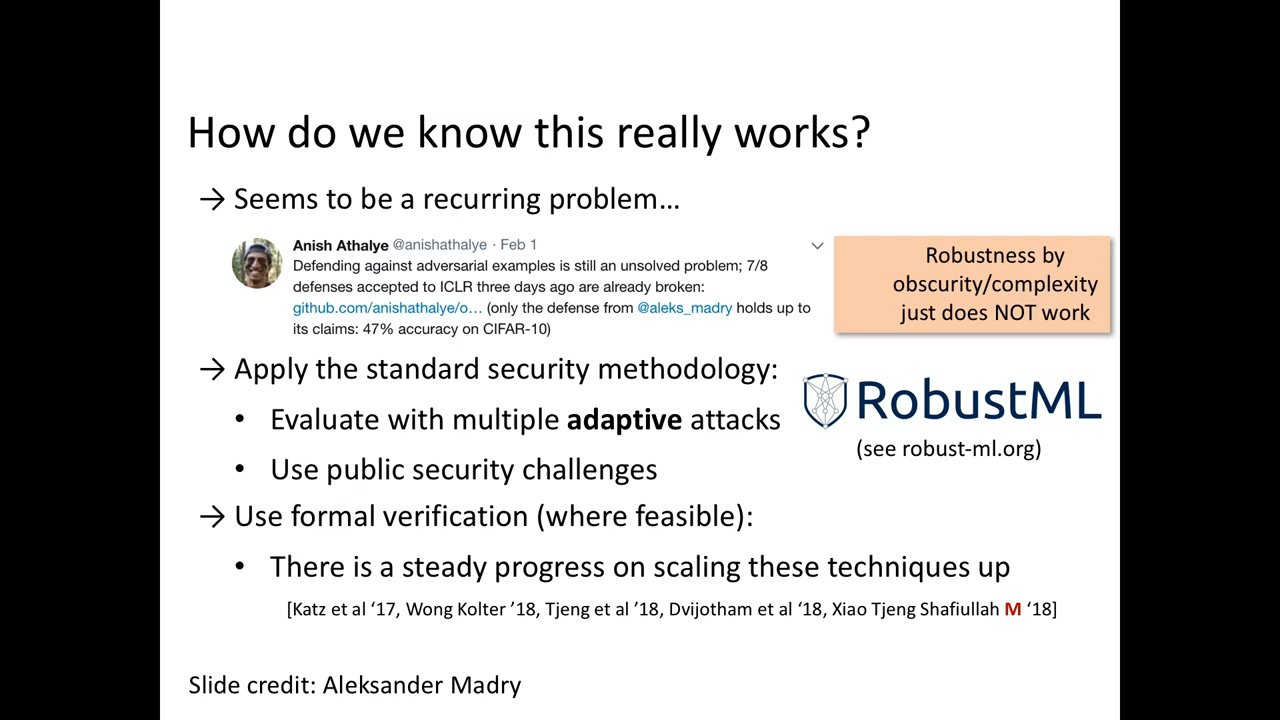 How do we know this really works?
→ Seems to be a recurring problem…
Anish Athalye @anishathalye · Feb 1
Defending against adversarial examples is still an unsolved problem; 7/8
defenses accepted to ICLR three days ago are already broken:
github.com/anishathalye/o… (only the defense from @aleks_madry holds up to
its claims: 47% accuracy on CIFAR-10)
Robustness by
obscurity/complexity
just does NOT work
→ Apply the standard security methodology:
• Evaluate with multiple adaptive attacks
• Use public security challenges
RobustML
(see robust-ml.org)
→ Use formal verification (where feasible):
• There is a steady progress on scaling these techniques up
[Katz et al ‘17, Wong Kolter ’18, Tjeng et al ’18, Dvijotham et al ‘18, Xiao Tjeng Shafiullah M ‘18]
Slide credit: Aleksander Madry